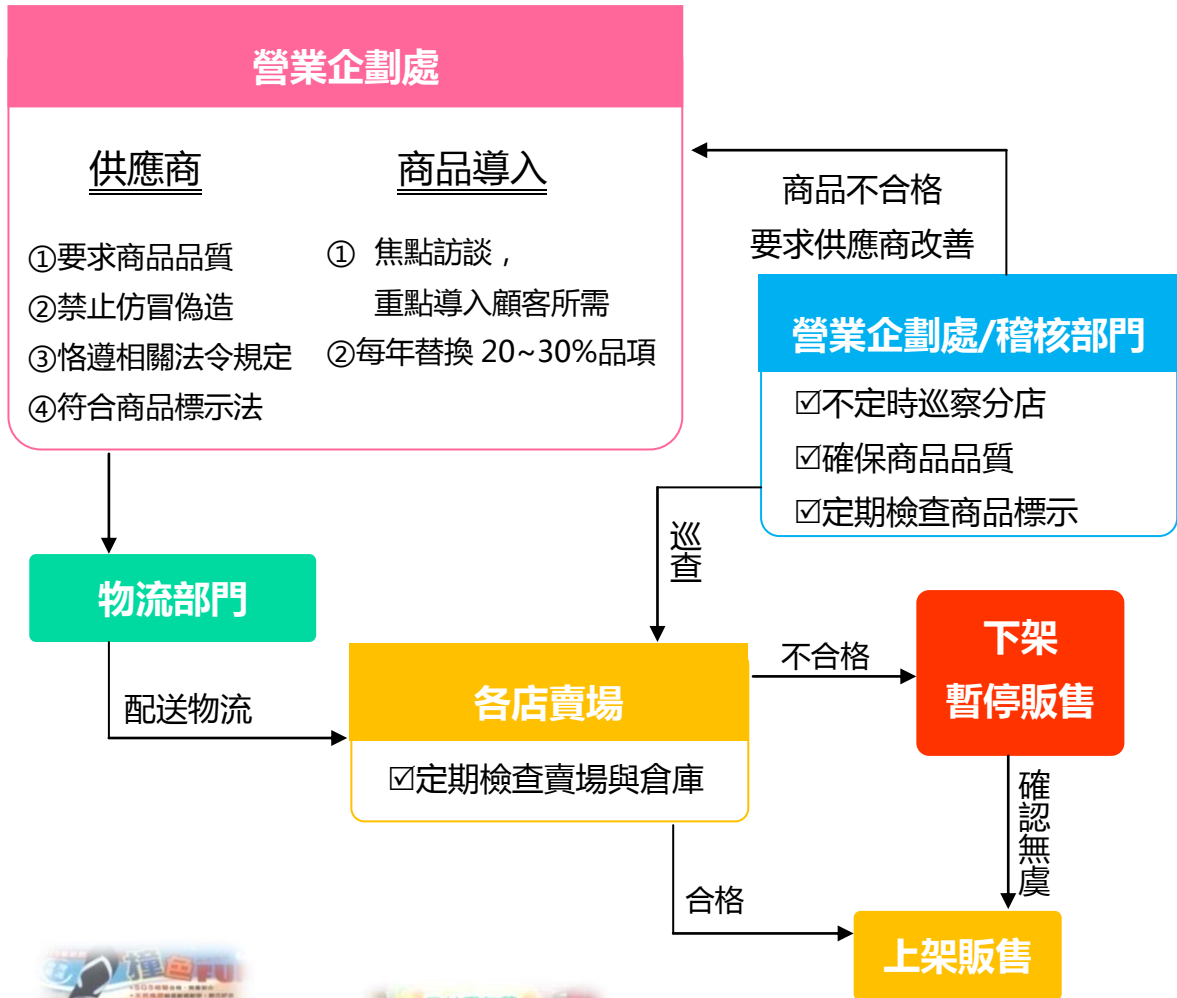 營業企劃處
供應商
①要求商品品質
②禁止仿冒偽造
③恪遵相關法令規定
④符合商品標示法
商品導入
① 焦點訪談，
重點導入顧客所需
②每年替換 20~30%品項
商品不合格
要求供應商改善
營業企劃處/稽核部門
☑不定時巡察分店
☑確保商品品質
☑定期檢查商品標示
巡查
物流部門
配送物流
各店賣場
☑定期檢查賣場與倉庫
不合格
下架
暫停販售
確認無虞
合格
上架販售
撞色FU